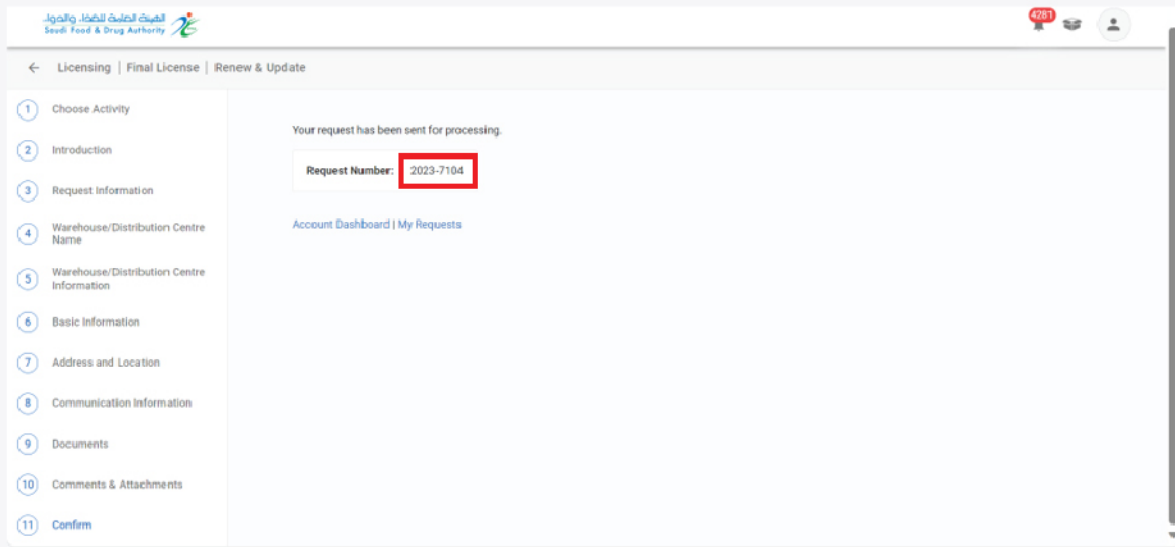 الهيئة العامة للغذاء والدواء
Saudi Food & Drug Authority
4281
Licensing | Final License | Renew & Update
1 Choose Activity
2 Introduction
3 Request Information
4 Warehouse/Distribution Centre
Name
5 Warehouse/Distribution Centre
Information
6 Basic Information
7 Address and Location
8 Communication Information
9 Documents
10 Comments & Attachments
11 Confirm
Your request has been sent for processing.
Request Number: 2023-7104
Account Dashboard | My Requests